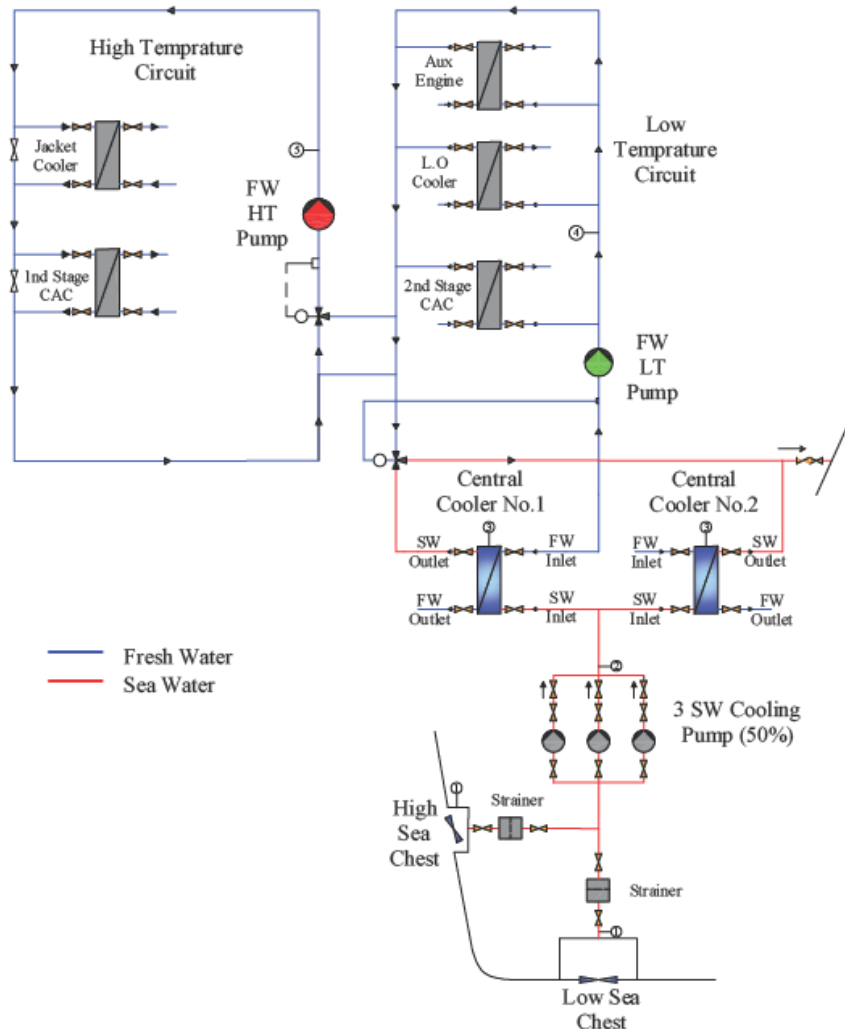 High Temprature
Circuit
Jacket
Cooler
1nd Stage
CAC
5
FW
HT
Pump
Aux
Engine
L.O
Cooler
2nd Stage
CAC
Low
Temprature
Circuit
4
FW
LT
Pump
Central
Cooler No.1
3
SW
Outlet
FW
Inlet
FW
Outlet
SW
Inlet
Central
Cooler No.2
3
FW
Inlet
SW
Outlet
SW
Inlet
FW
Outlet
Fresh Water
Sea Water
2
3 SW Cooling
Pump (50%)
1
High
Sea
Chest
Strainer
Strainer
1
Low Sea
Chest